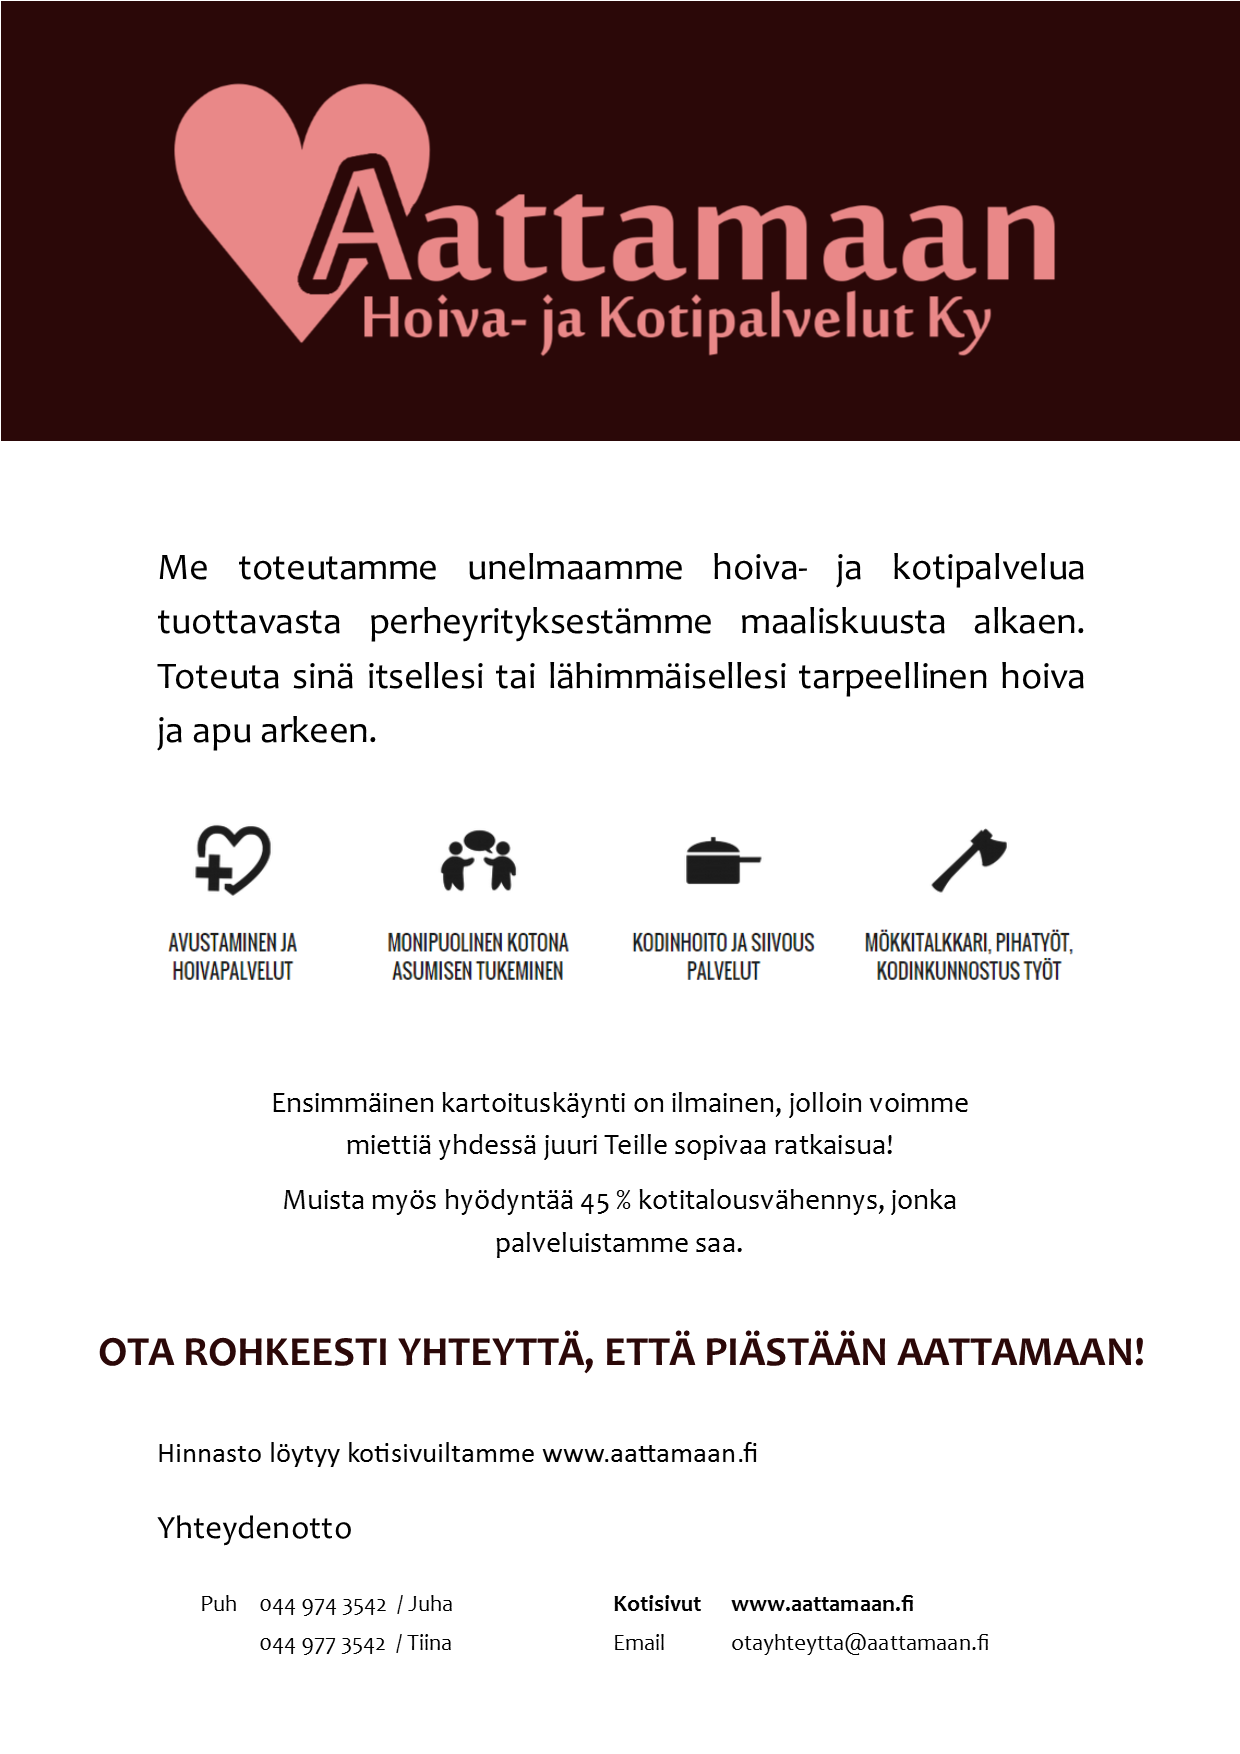 Aattamaan
Hoiva- ja Kotipalvelut Ky
Me toteutamme unelmaamme hoiva- ja kotipalvelua
tuottavasta perheyrityksestämme maaliskuusta alkaen.
Toteuta sinä itsellesi tai lähimmäisellesi tarpeellinen hoiva
ja apu arkeen.
AVUSTAMINEN JA
HOIVAPALVELUT
MONIPUOLINEN KOTONA
ASUMISEN TUKEMINEN
KODINHOITO JA SIIVOUS
PALVELUT
MÖKKITALKKARI, PIHATYÖT,
KODINKUNNOSTUS TYÖT
Ensimmäinen kartoituskäynti on ilmainen, jolloin voimme
miettiä yhdessä juuri Teille sopivaa ratkaisua!
Muista myös hyödyntää 45 % kotitalousvähennys, jonka
palveluistamme saa.
OTA ROHKEESTI YHTEYTTÄ, ETTÄ PIÄSTÄÄN AATTAMAAN!
Hinnasto löytyy kotisivuiltamme www.aattamaan.fi
Yhteydenotto
Puh 044 974 3542 / Juha
044 977 3542 / Tiina
Kotisivut www.aattamaan.fi
Email otayhteytta@aattamaan.fi